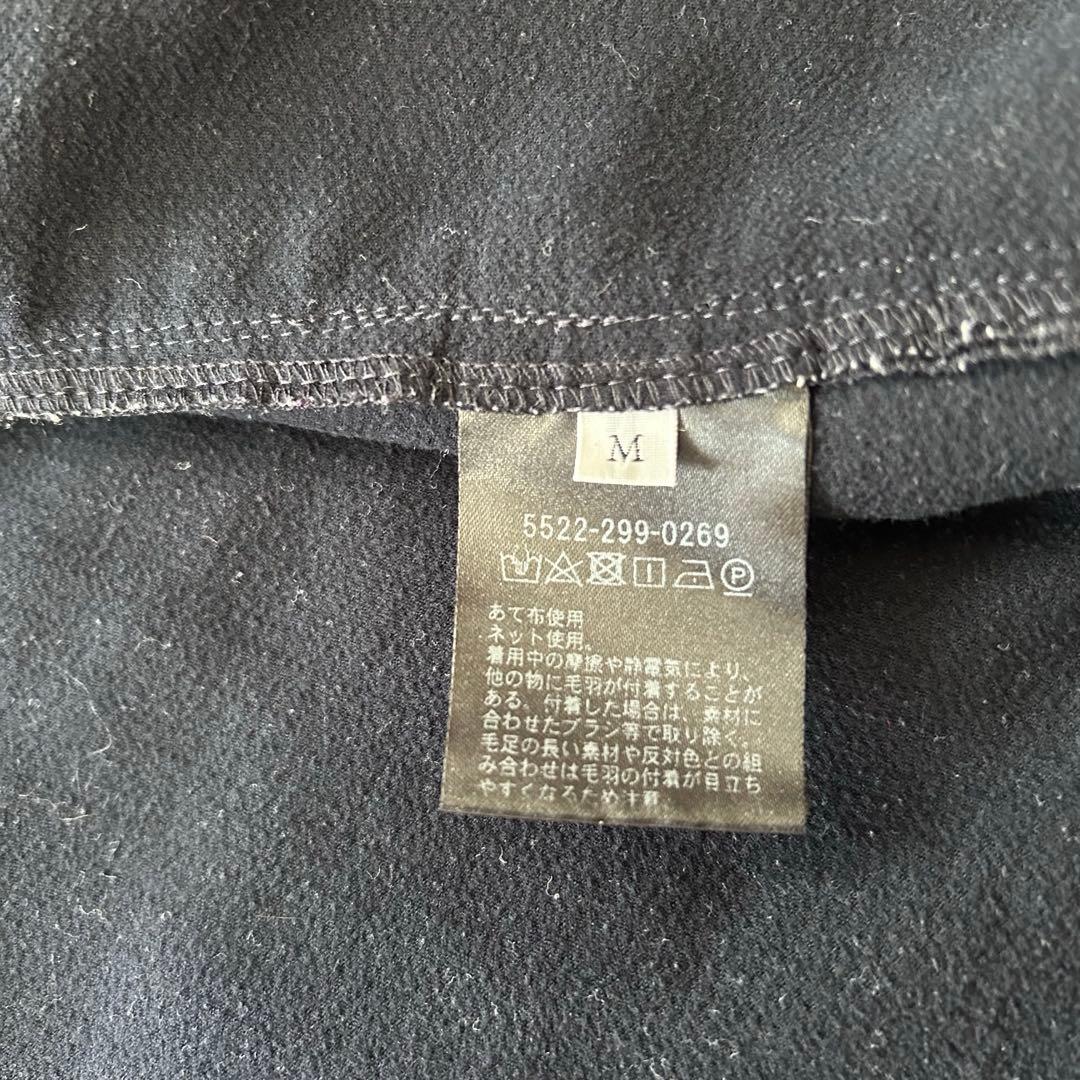 M
5522-299-0269
P
あて布使用
ネット使用。
着用中の摩擦や静電気により、
他の物に毛羽が付着することが
ある。付着した場合は、素材に
合わせたブラシ等で取り除く。
毛足の長い素材や反対色との組
み合わせは毛羽の付着が目立ち
やすくなるため注意。